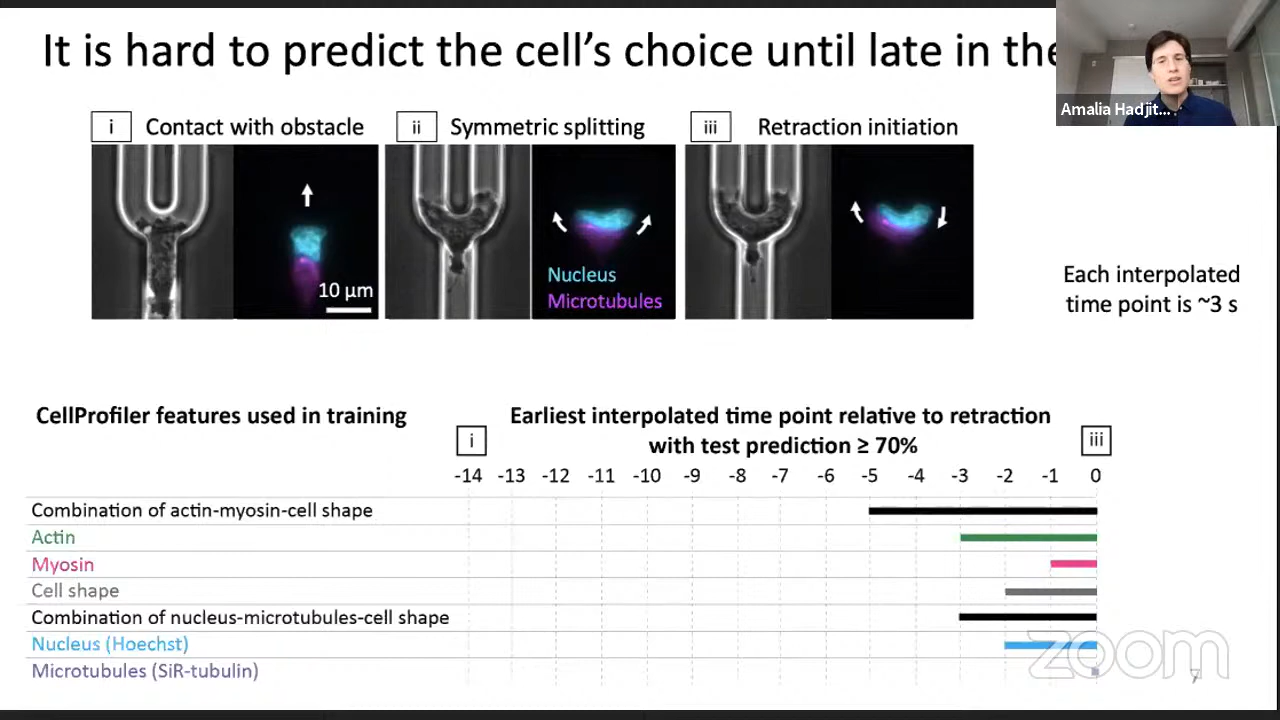 It is hard to predict the cell's choice until late in the
Amalia Hadjit...
i Contact with obstacle
ii Symmetric splitting
iii Retraction initiation
10 μm
Nucleus
Microtubules
Each interpolated
time point is ~3 s
CellProfiler features used in training
Earliest interpolated time point relative to retraction
with test prediction ≥ 70%
i
iii
-14 -13 -12 -11 -10 -9 -8 -7 -6 -5 -4 -3 -2 -1 0
Combination of actin-myosin-cell shape
Actin
Myosin
Cell shape
Combination of nucleus-microtubules-cell shape
Nucleus (Hoechst)
Microtubules (SiR-tubulin)
zoom
7